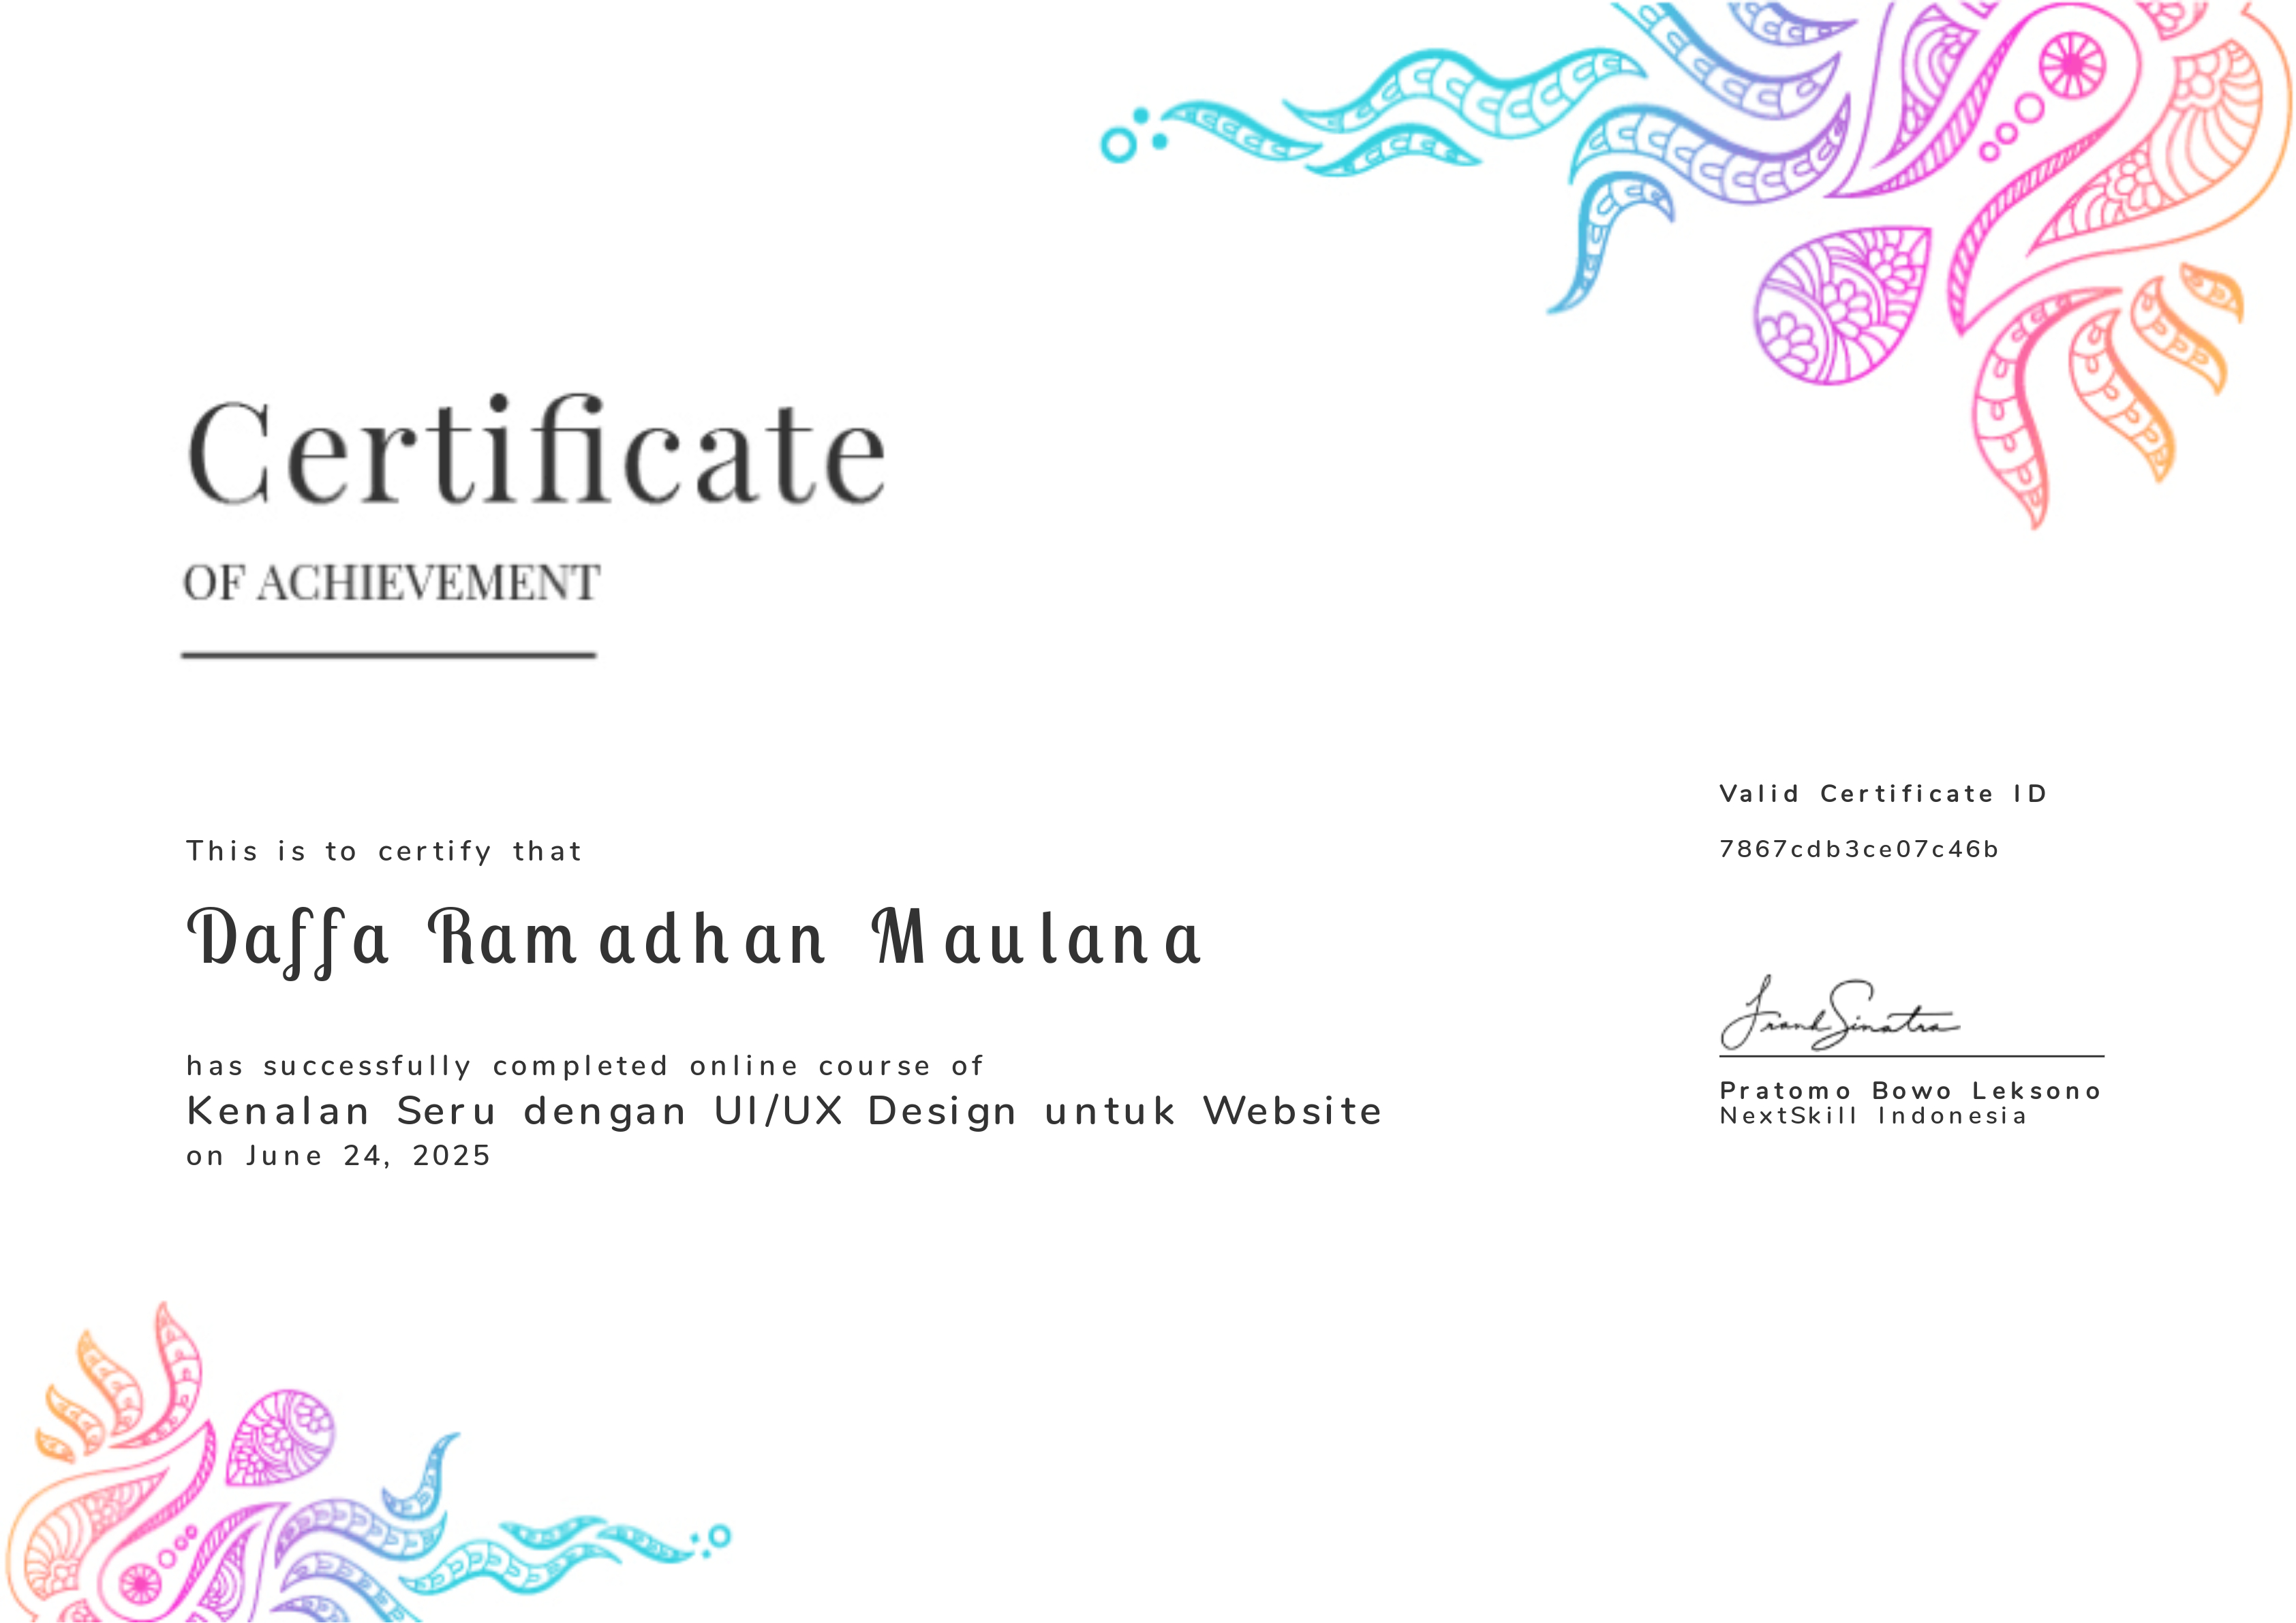 Certificate
OF ACHIEVEMENT
This is to certify that
Daffa Ramadhan Maulana
has successfully completed online course of
Kenalan Seru dengan UI/UX Design untuk Website
on June 24, 2025
Valid Certificate ID
7867cdb3ce07c46b
Frank Sinatra
Pratomo Bowo Leksono
NextSkill Indonesia